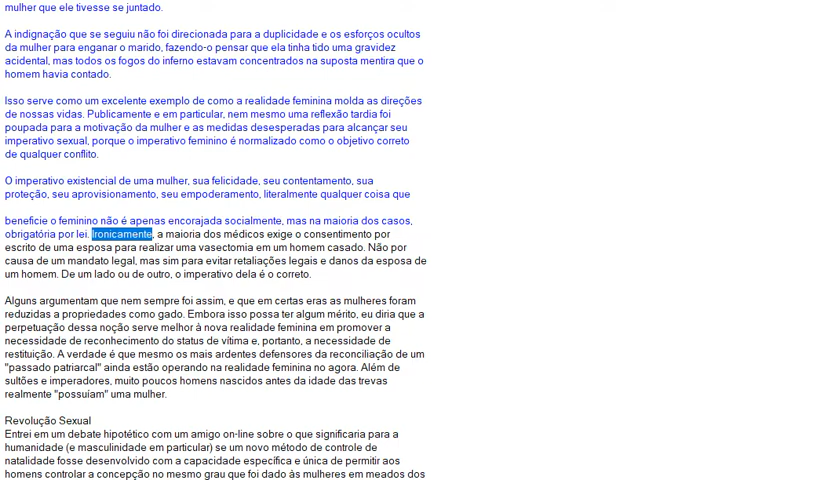 mulher que ele tivesse se juntado.
A indignação que se seguiu não foi direcionada para a duplicidade e os esforços ocultos
da mulher para enganar o marido, fazendo-o pensar que ela tinha tido uma gravidez
acidental, mas todos os fogos do inferno estavam concentrados na suposta mentira que o
homem havia contado.
Isso serve como um excelente exemplo de como a realidade feminina molda as direções
de nossas vidas. Publicamente e em particular, nem mesmo uma reflexão tardia foi
poupada para a motivação da mulher e as medidas desesperadas para alcançar seu
imperativo sexual, porque o imperativo feminino é normalizado como o objetivo correto
de qualquer conflito.
O imperativo existencial de uma mulher, sua felicidade, seu contentamento, sua
proteção, seu aprovisionamento, seu empoderamento, literalmente qualquer coisa que
beneficie o feminino não é apenas encorajada socialmente, mas na maioria dos casos,
obrigatória por lei. Ironicamente, a maioria dos médicos exige o consentimento por
escrito de uma esposa para realizar uma vasectomia em um homem casado. Não por
causa de um mandato legal, mas sim para evitar retaliações legais e danos da esposa de
um homem. De um lado ou de outro, o imperativo dela é o correto.
Alguns argumentam que nem sempre foi assim, e que em certas eras as mulheres foram
reduzidas a propriedades como gado. Embora isso possa ter algum mérito, eu diria que a
perpetuação dessa noção serve melhor à nova realidade feminina em promover a
necessidade de reconhecimento do status de vítima e, portanto, a necessidade de
restituição. A verdade é que mesmo os mais ardentes defensores da reconciliação de um
"passado patriarcal" ainda estão operando na realidade feminina no agora. Além de
sultões e imperadores, muito poucos homens nascidos antes da idade das trevas
realmente "possuíam" uma mulher.
Revolução Sexual
Entrei em um debate hipotético com um amigo on-line sobre o que significaria para a
humanidade (e masculinidade em particular) se um novo método de controle de
natalidade fosse desenvolvido com a capacidade específica e única de permitir aos
homens controlar a concepção no mesmo grau que foi dado às mulheres em meados dos